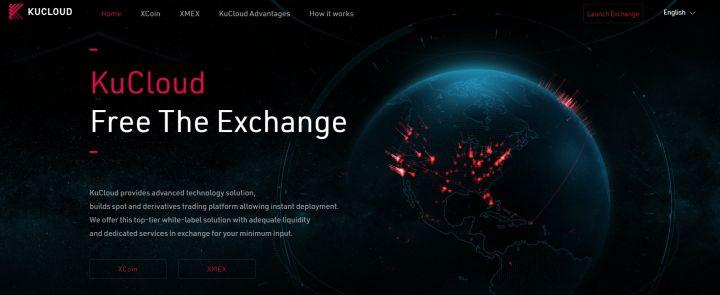 KUCLOUD
Home XCoin XMEX KuCloud Advantages How it works Launch Exchange English
KuCloud
Free The Exchange
KuCloud provides advanced technology solution,
builds spot and derivatives trading platform allowing instant deployment.
We offer this top-tier white-label solution with adequate liquidity
and dedicated services in exchange for your minimum input.
XCoin XMEX